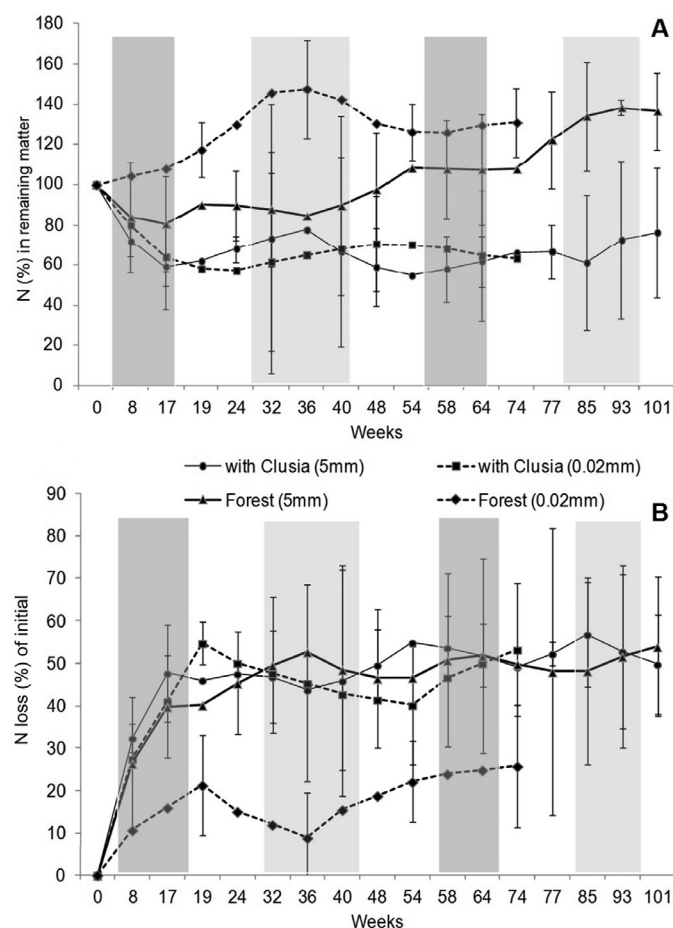 A
N (%) in remaining matter
180
160
140
120
100
80
60
40
20
0
0 8 17 19 24 32 36 40 48 54 58 64 74 77 85 93 101
Weeks
with Clusia (5mm) with Clusia (0.02mm)
Forest (5mm) Forest (0.02mm)
B
N loss (%) of initial
90
80
70
60
50
40
30
20
10
0
0 8 17 19 24 32 36 40 48 54 58 64 74 77 85 93 101
Weeks